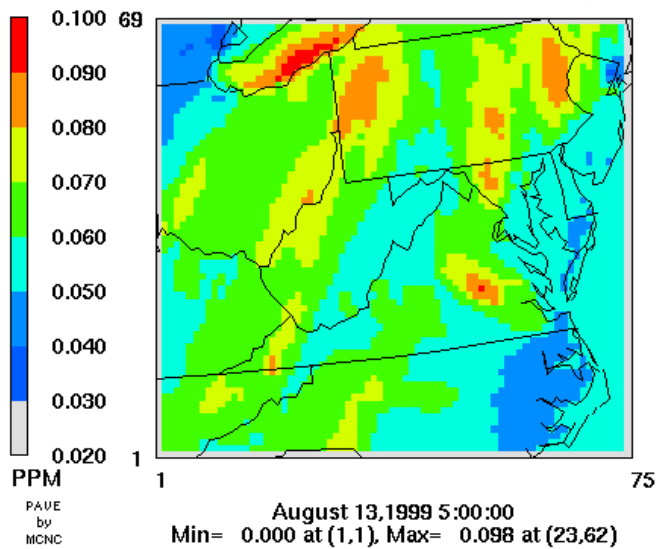 0.100
0.090
0.080
0.070
0.060
0.050
0.040
0.030
0.020
PPM
PAVE
by
MCNC
69
1
1 75
August 13,1999 5:00:00
Min= 0.000 at (1,1), Max= 0.098 at (23,62)